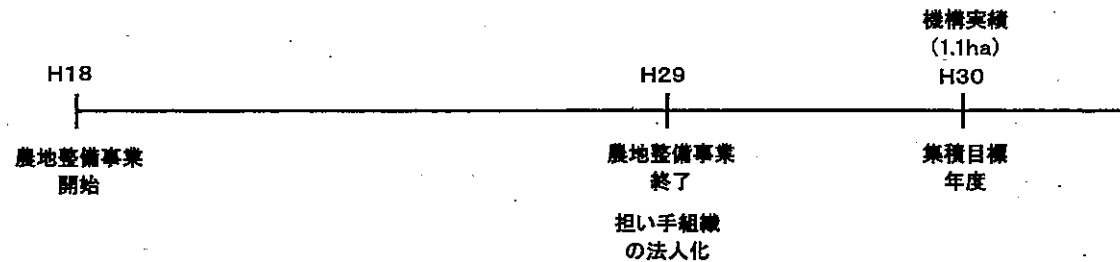 機構実績
(1.1ha)
H18
H29
H30
農地整備事業
開始
農地整備事業
終了
集積目標
年度
担い手組織
の法人化